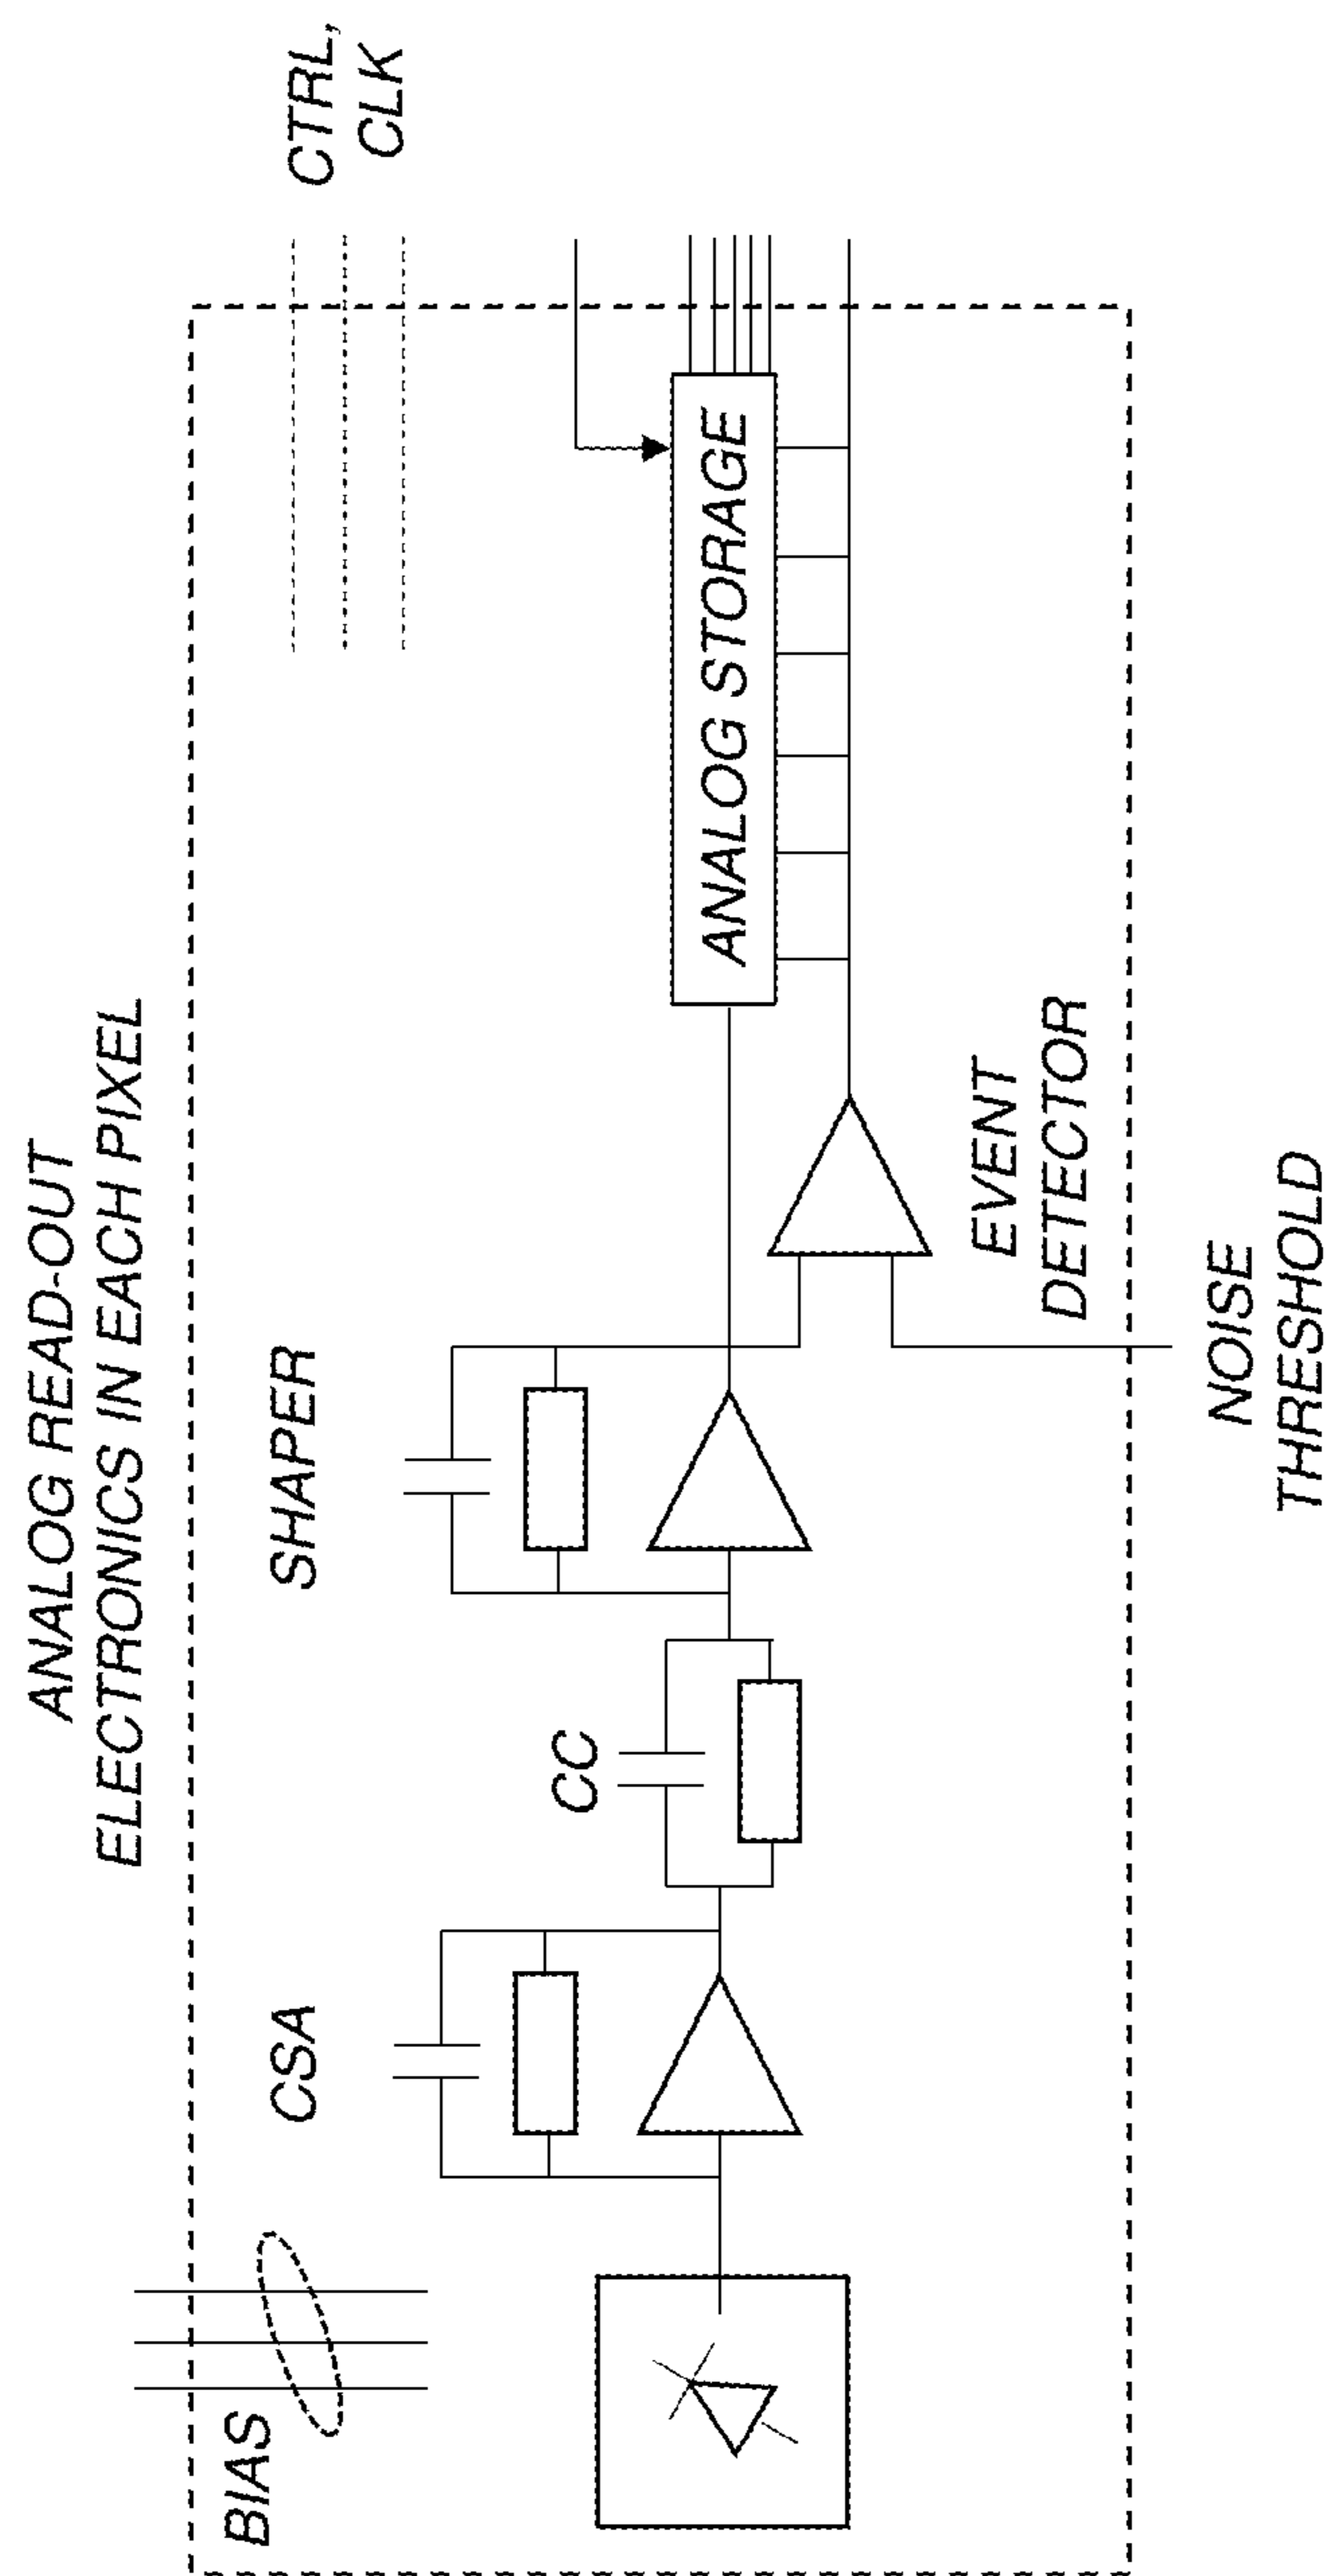 ANALOG READ-OUT
ELECTRONICS IN EACH PIXEL
BIAS
CSA
CC
SHAPER
EVENT
DETECTOR
NOISE
THRESHOLD
ANALOG STORAGE
CTRL,
CLK